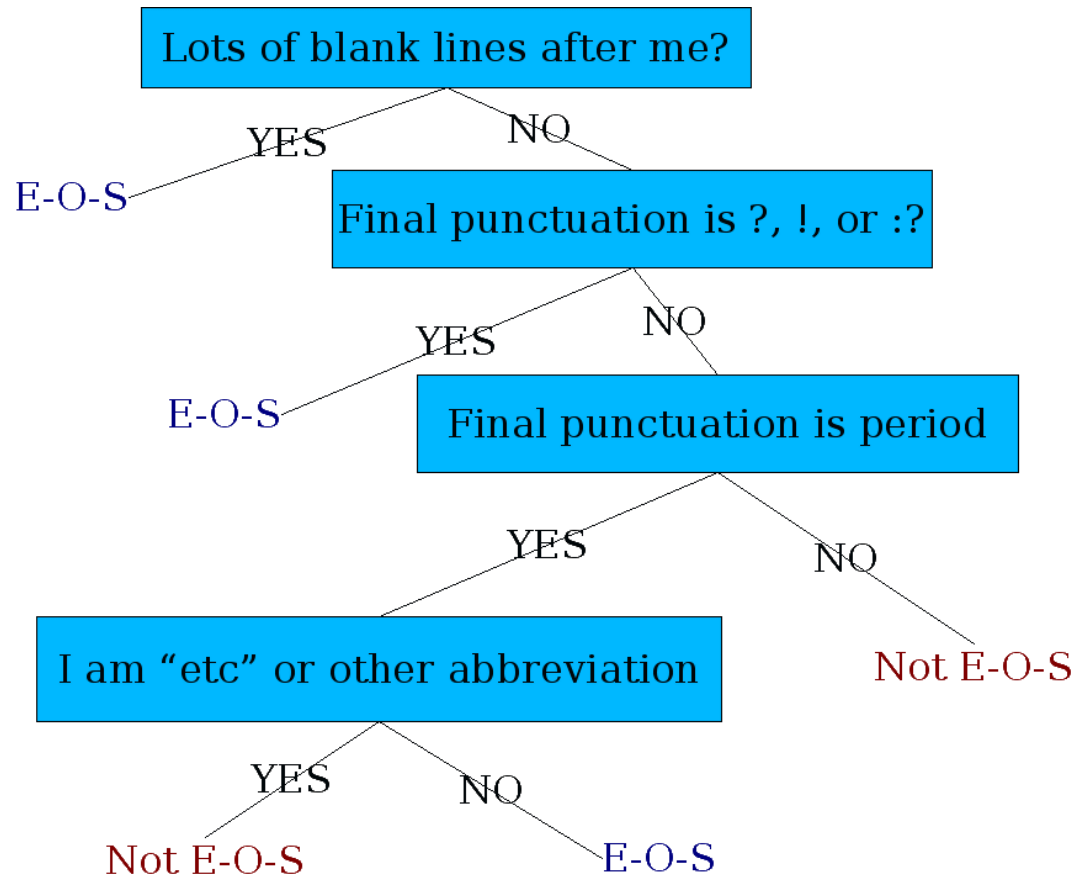 Lots of blank lines after me?
YES
NO
E-O-S
Final punctuation is ?, !, or :?
YES
NO
E-O-S
Final punctuation is period
YES
NO
I am “etc” or other abbreviation
Not E-O-S
YES
NO
Not E-O-S
E-O-S